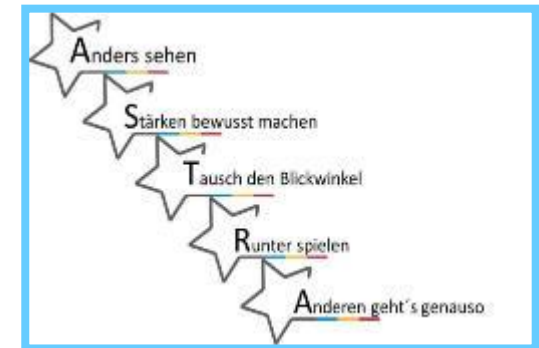 Anders sehen
Stärken bewusst machen
Tausch den Blickwinkel
Runter spielen
Anderen geht´s genauso